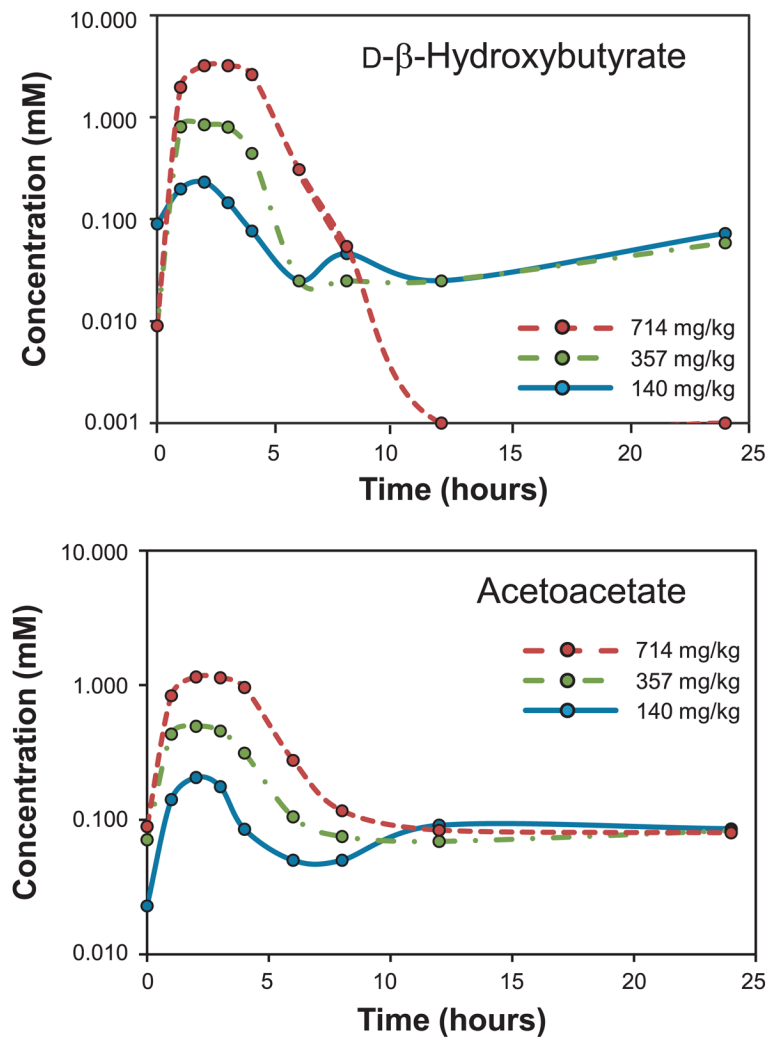 10.000
D-β-Hydroxybutyrate
1.000
0.100
0.010
0.001
Concentration (mM)
714 mg/kg
357 mg/kg
140 mg/kg
0 5 10 15 20 25
Time (hours)
10.000
Acetoacetate
1.000
0.100
0.010
Concentration (mM)
714 mg/kg
357 mg/kg
140 mg/kg
0 5 10 15 20 25
Time (hours)